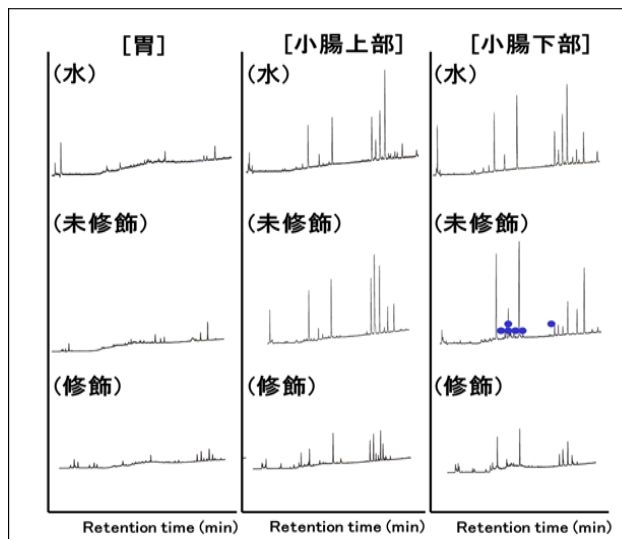 [胃] [小腸上部] [小腸下部]
(水) (水) (水)
(未修飾) (未修飾) (未修飾)
(修飾) (修飾) (修飾)
Retention time (min) Retention time (min) Retention time (min)